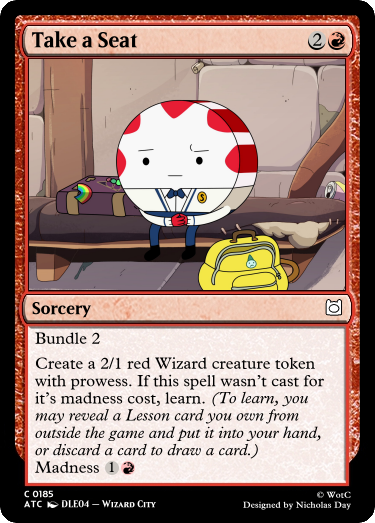 Take a Seat 2
Sorcery
Bundle 2
Create a 2/1 red Wizard creature token
with prowess. If this spell wasn't cast for
it's madness cost, learn. (To learn, you
may reveal a Lesson card you own from
outside the game and put it into your hand,
or discard a card to draw a card.)
Madness 1
C 0185
© WotC
ATC DLE04 – Wizard City
Designed by Nicholas Day